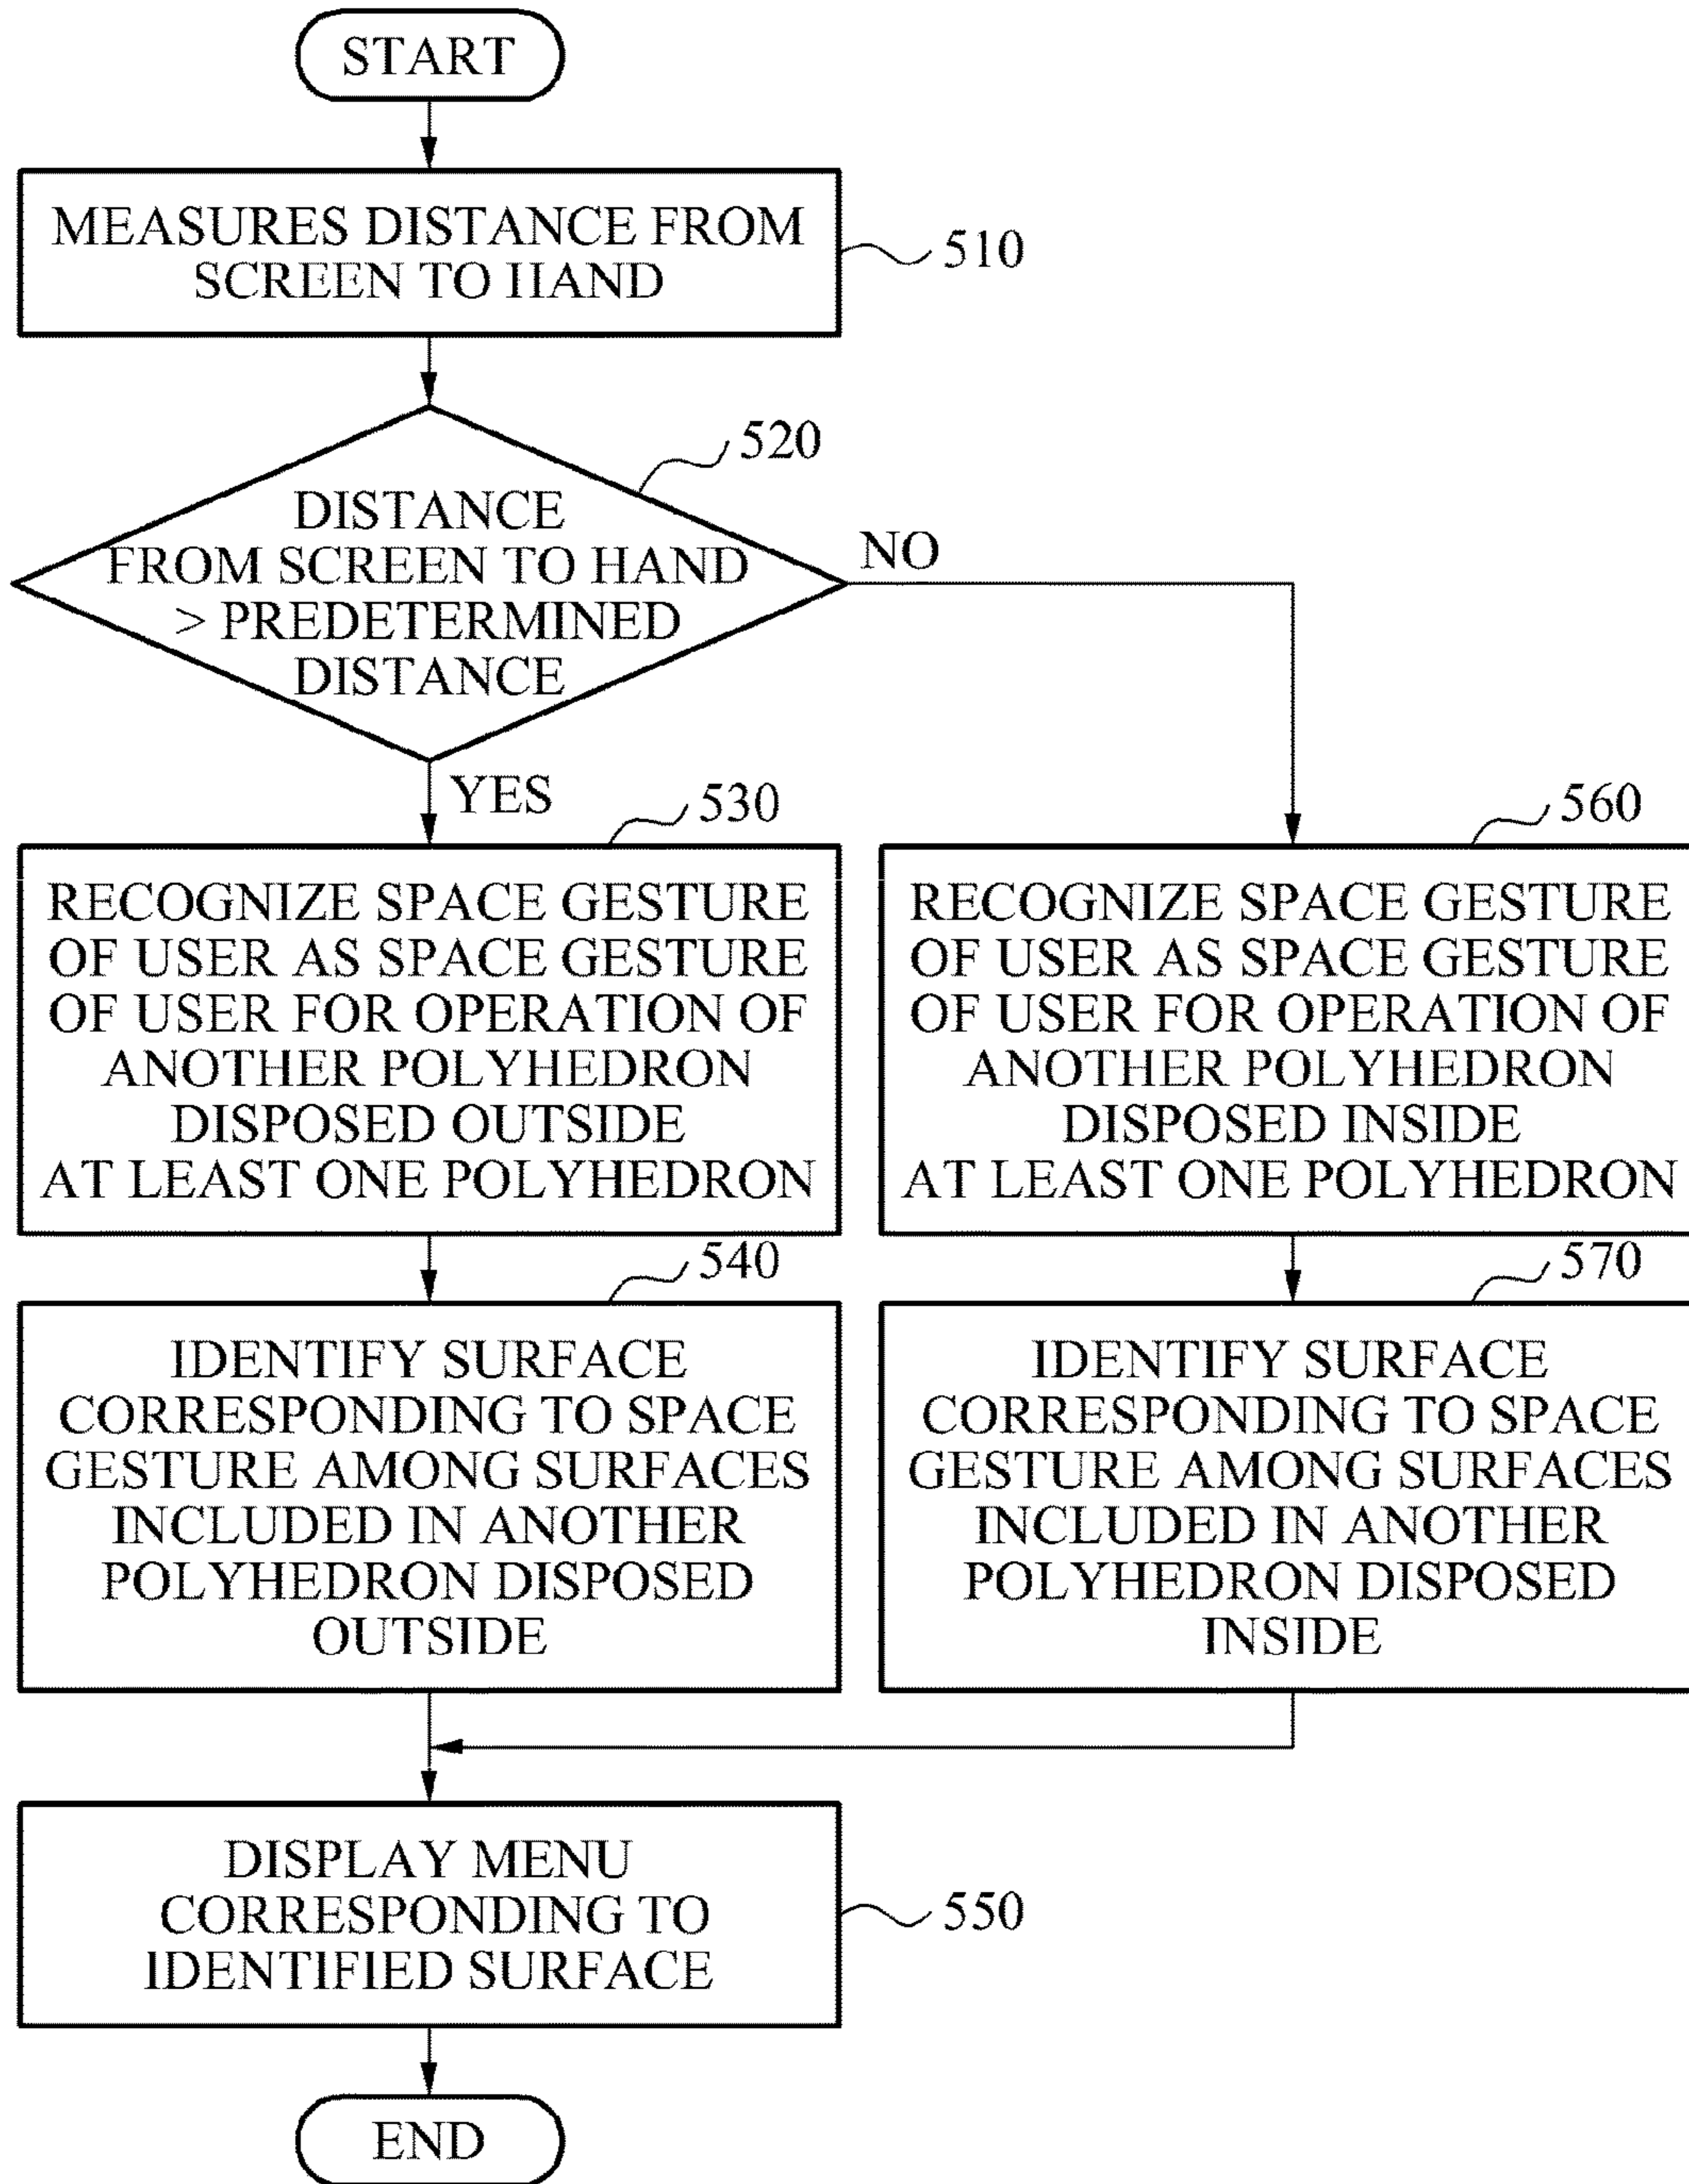 START
MEASURES DISTANCE FROM
SCREEN TO HAND
510
520
DISTANCE
FROM SCREEN TO HAND
> PREDETERMINED
DISTANCE
NO
YES
530
RECOGNIZE SPACE GESTURE
OF USER AS SPACE GESTURE
OF USER FOR OPERATION OF
ANOTHER POLYHEDRON
DISPOSED OUTSIDE
AT LEAST ONE POLYHEDRON
560
RECOGNIZE SPACE GESTURE
OF USER AS SPACE GESTURE
OF USER FOR OPERATION OF
ANOTHER POLYHEDRON
DISPOSED INSIDE
AT LEAST ONE POLYHEDRON
540
IDENTIFY SURFACE
CORRESPONDING TO SPACE
GESTURE AMONG SURFACES
INCLUDED IN ANOTHER
POLYHEDRON DISPOSED
OUTSIDE
570
IDENTIFY SURFACE
CORRESPONDING TO SPACE
GESTURE AMONG SURFACES
INCLUDED IN ANOTHER
POLYHEDRON DISPOSED
INSIDE
DISPLAY MENU
CORRESPONDING TO
IDENTIFIED SURFACE
550
END